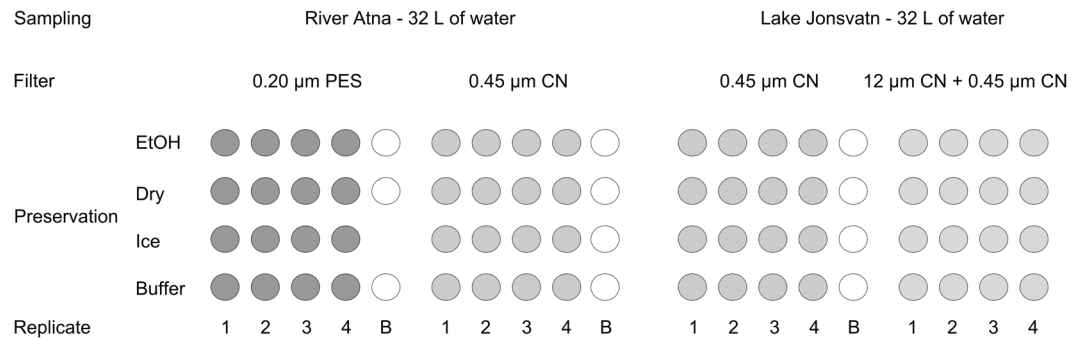 Sampling River Atna - 32 L of water Lake Jonsvatn - 32 L of water
Filter 0.20 µm PES 0.45 µm CN 0.45 µm CN 12 µm CN + 0.45 µm CN
EtOH
Dry
Preservation
Ice
Buffer
Replicate 1 2 3 4 B 1 2 3 4 B 1 2 3 4 B 1 2 3 4